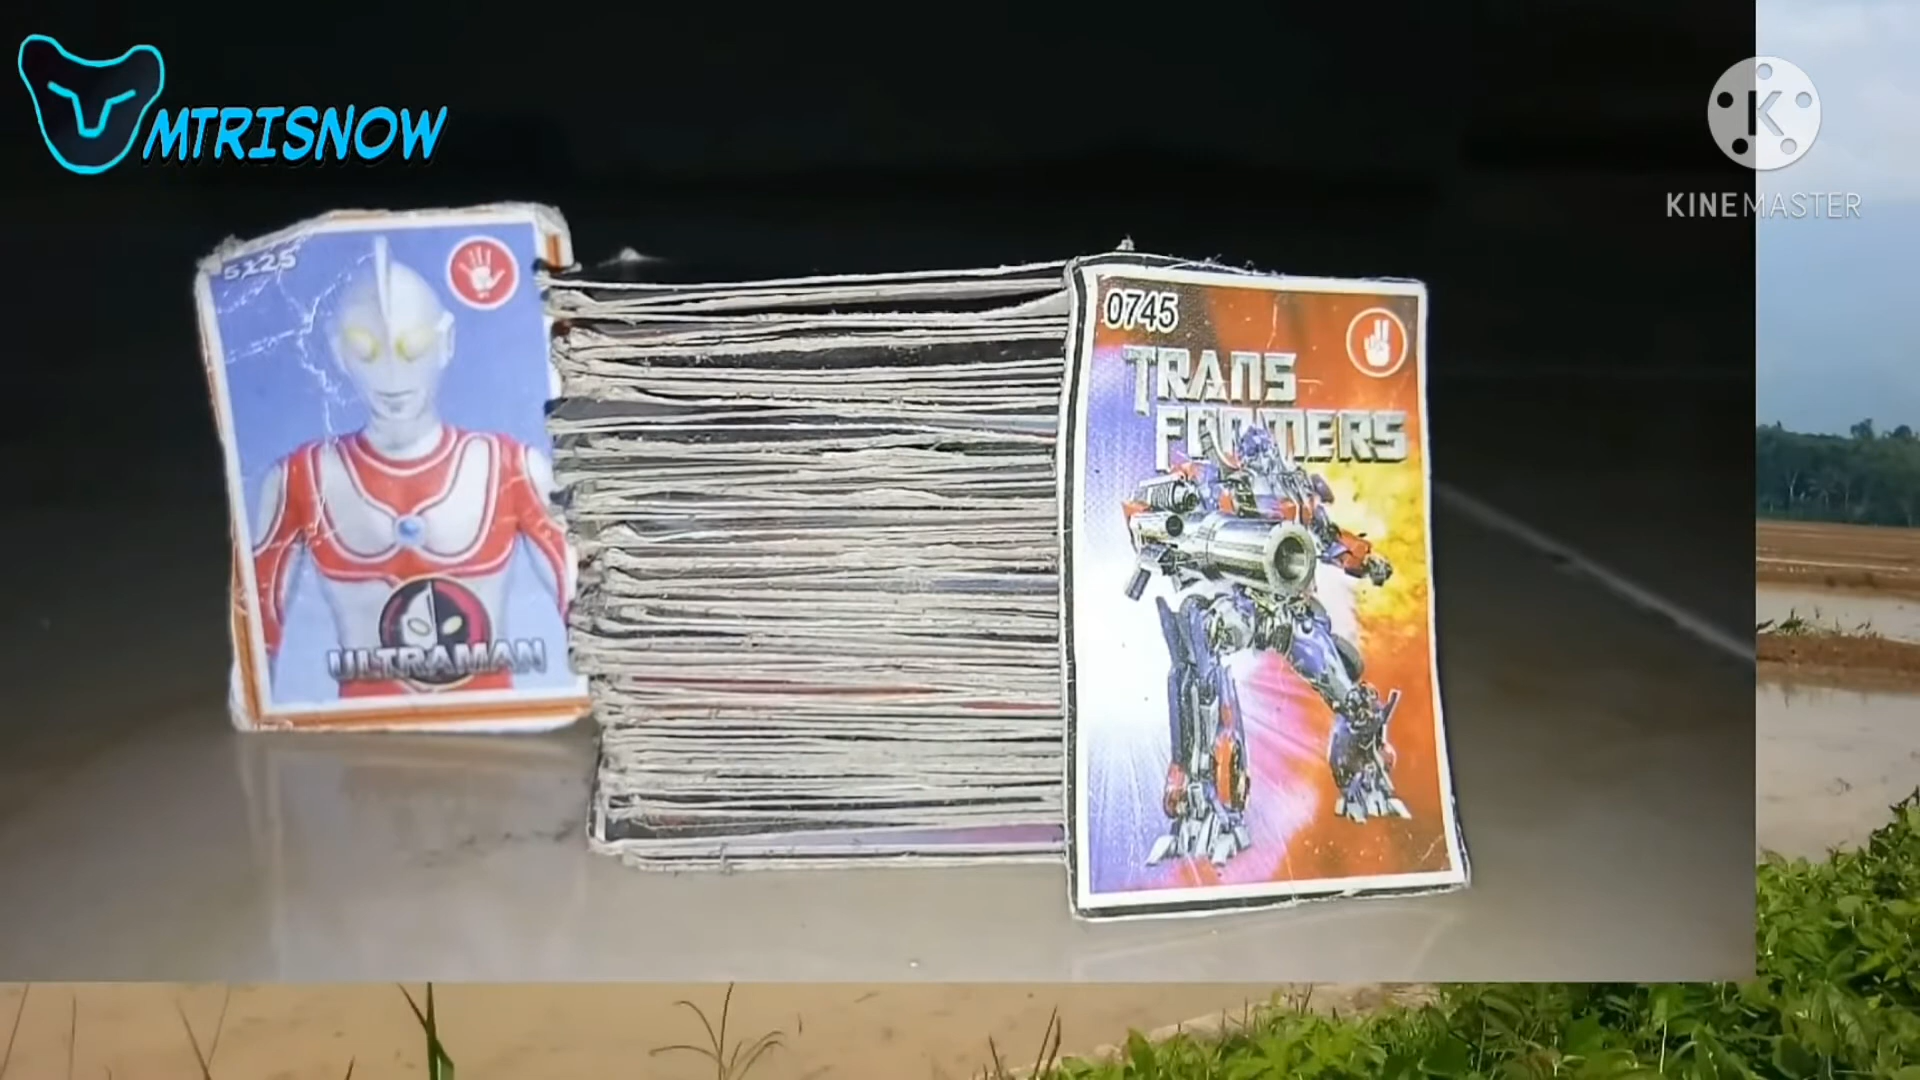 MTRISNOW
K
KINEMASTER
5125
ULTRAMAN
0745
TRANS
FORMERS